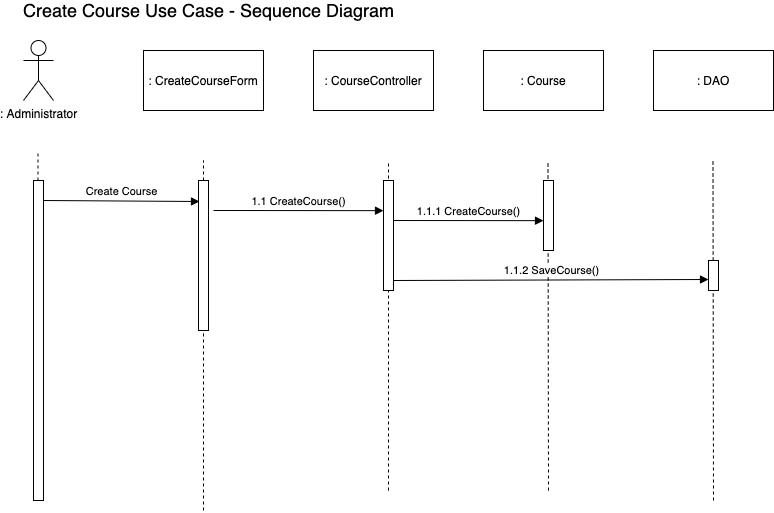 Create Course Use Case - Sequence Diagram
: Administrator
: CreateCourseForm
: CourseController
: Course
: DAO
Create Course
1.1 CreateCourse()
1.1.1 CreateCourse()
1.1.2 SaveCourse()